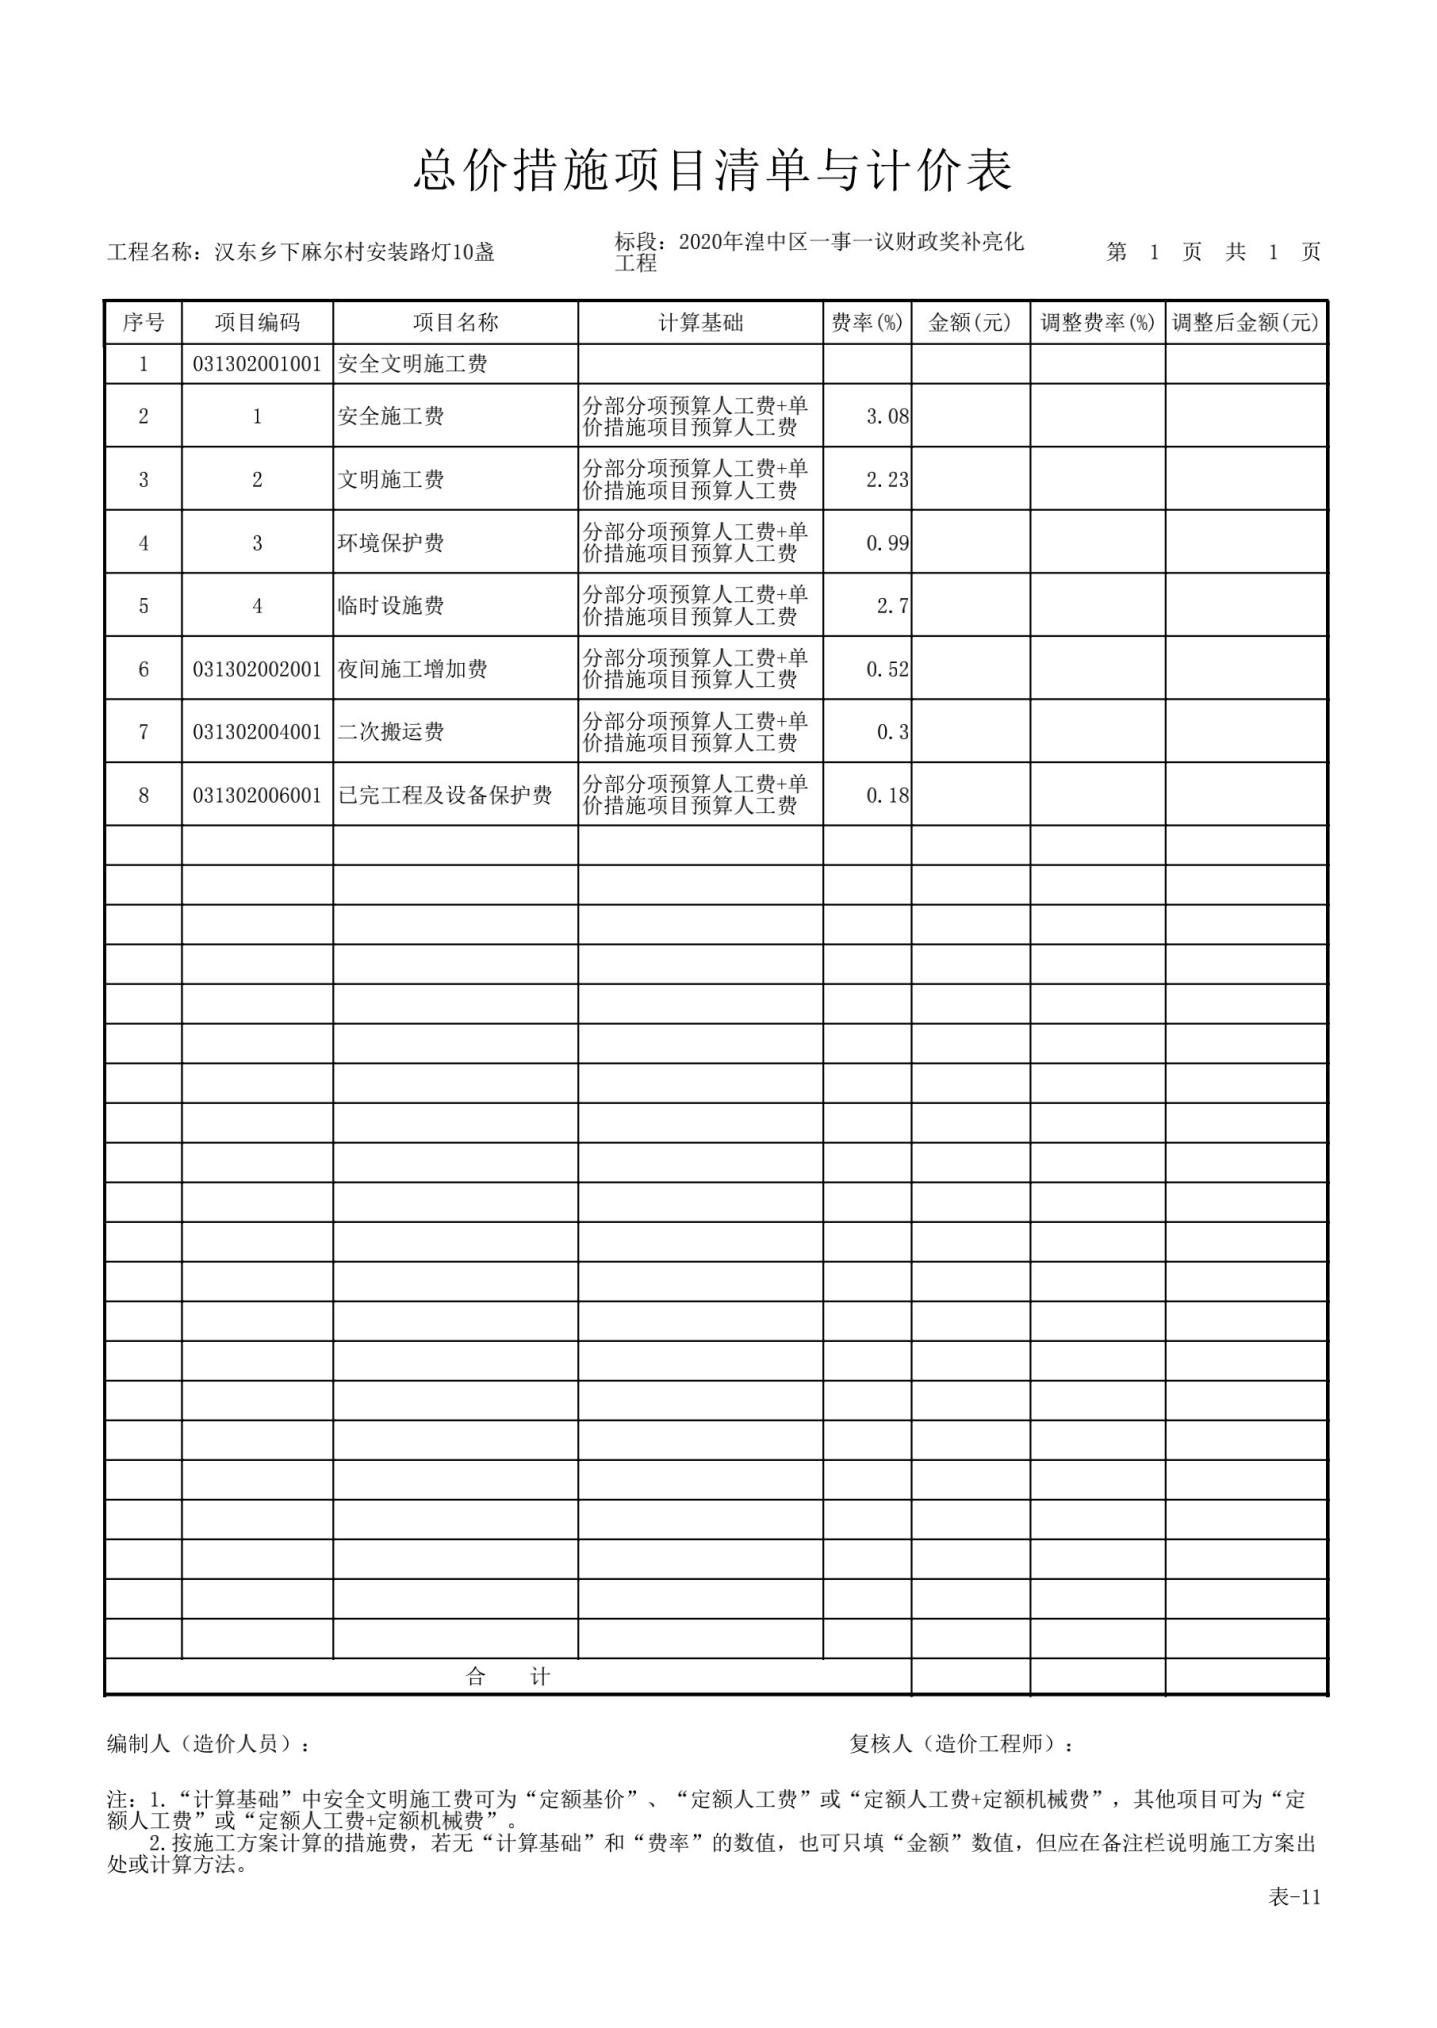 总价措施项目清单与计价表
工程名称：汉东乡下麻尔村安装路灯10盏
标段：2020年湟中区一事一议财政奖补亮化
工程
第 1 页 共 1 页
序号 项目编码 项目名称 计算基础 费率(%) 金额(元) 调整费率(%) 调整后金额(元)
1 031302001001 安全文明施工费
2 1 安全施工费 分部分项预算人工费+单
价措施项目预算人工费 3.08
3 2 文明施工费 分部分项预算人工费+单
价措施项目预算人工费 2.23
4 3 环境保护费 分部分项预算人工费+单
价措施项目预算人工费 0.99
5 4 临时设施费 分部分项预算人工费+单
价措施项目预算人工费 2.7
6 031302002001 夜间施工增加费 分部分项预算人工费+单
价措施项目预算人工费 0.52
7 031302004001 二次搬运费 分部分项预算人工费+单
价措施项目预算人工费 0.3
8 031302006001 已完工程及设备保护费 分部分项预算人工费+单
价措施项目预算人工费 0.18
合 计
编制人（造价人员）： 复核人（造价工程师）：
注：1.“计算基础”中安全文明施工费可为“定额基价”、“定额人工费”或“定额人工费+定额机械费”，其他项目可为“定
额人工费”或“定额人工费+定额机械费”。
2.按施工方案计算的措施费，若无“计算基础”和“费率”的数值，也可只填“金额”数值，但应在备注栏说明施工方案出
处或计算方法。
表-11